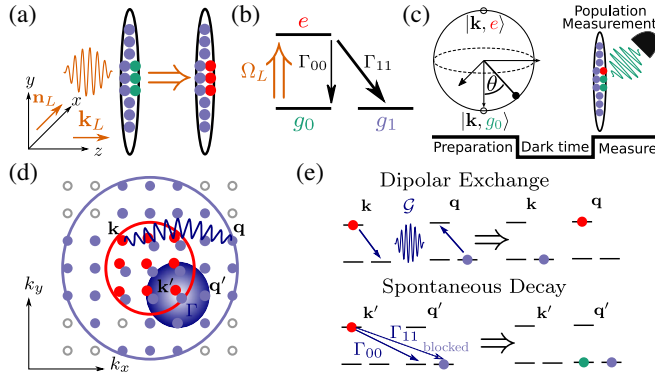 (a)
y
x
n_L
k_L
z
(b)
e
Ω_L
Γ_00
Γ_11
g_0
g_1
(c)
|k, e⟩
θ
|k, g_0⟩
Population
Measurement
Preparation
Dark time
Measure
(d)
k
q
k′
q′
Γ
k_y
k_x
(e)
Dipolar Exchange
k
q
k
q
𝒢
Spontaneous Decay
k′
q′
k′
q′
Γ_11
Γ_00
blocked